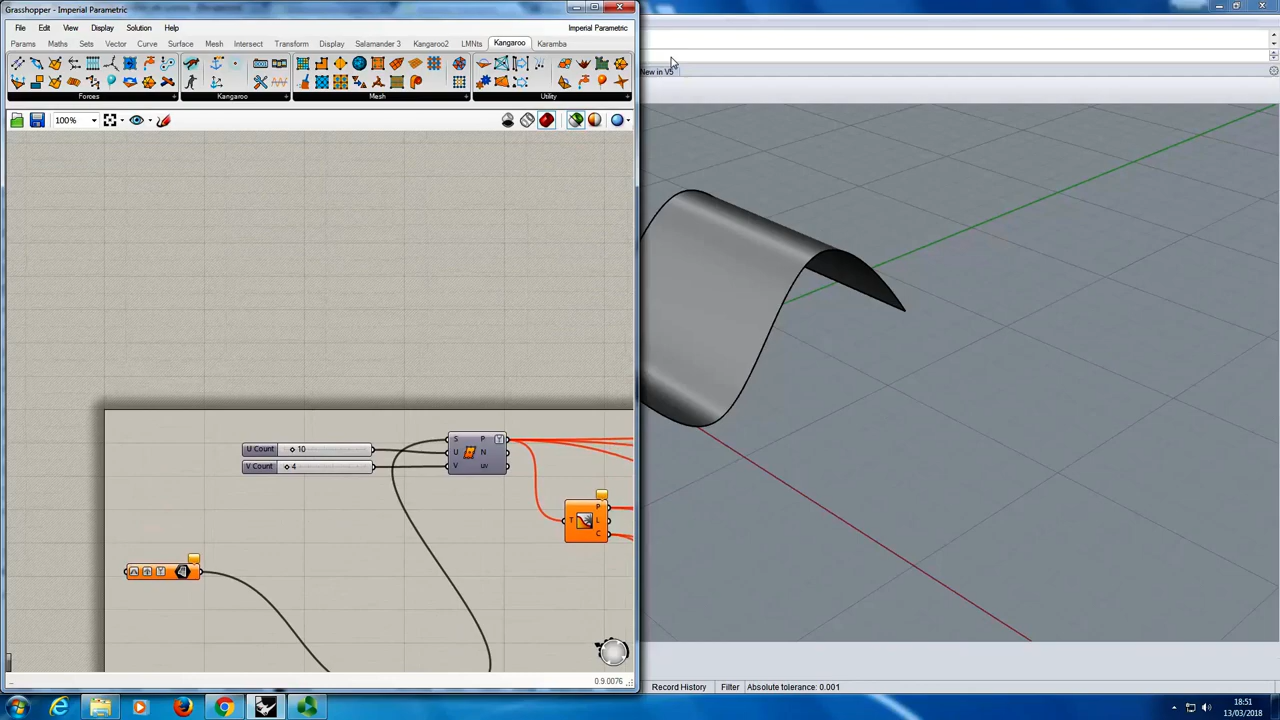 Grasshopper - Imperial Parametric
File Edit View Display Solution Help
Imperial Parametric
Params Maths Sets Vector Curve Surface Mesh Intersect Transform Display Salamander 3 Kangaroo2 LMNts Kangaroo Karamba
New in V5
Forces Kangaroo Mesh Utility
100%
U Count 10
V Count 4
S P
U N
V uv
P
T L
C
0.9.0076
Record History Filter Absolute tolerance: 0.001
18:51
13/03/2018